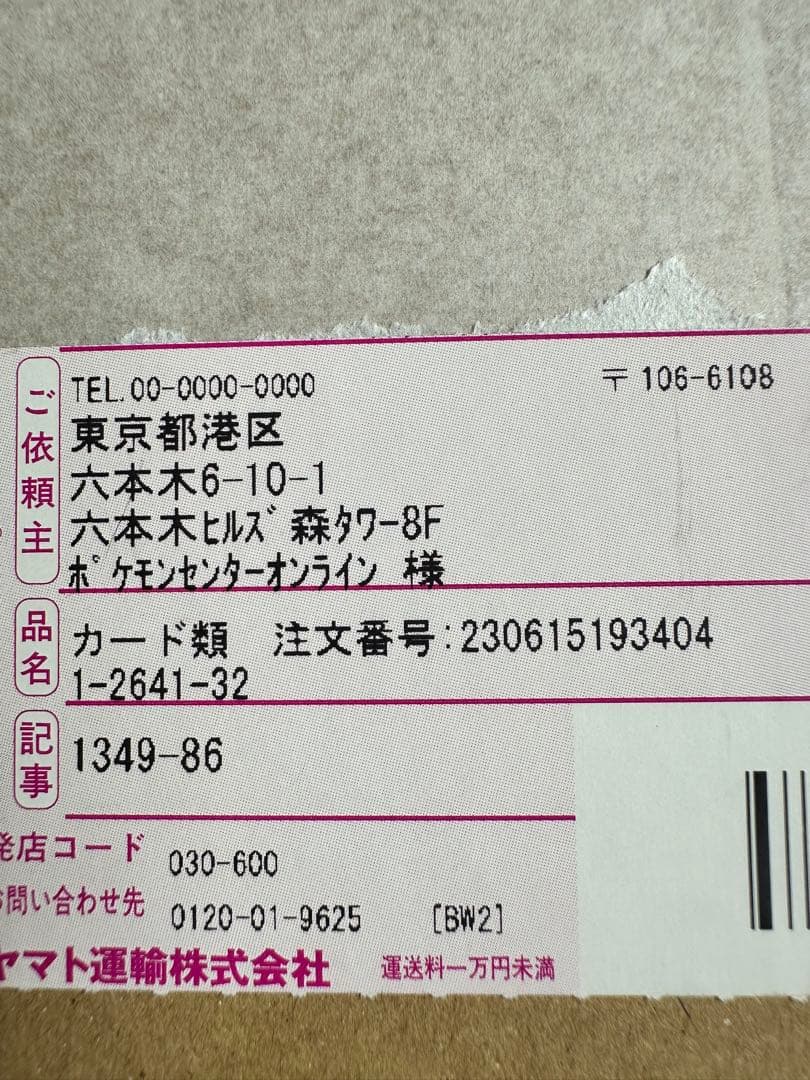 ご依頼主
TEL.00-0000-0000 〒106-6108
東京都港区
六本木6-10-1
六本木ﾋﾙｽﾞ森ﾀﾜｰ8F
ﾎﾟｹﾓﾝｾﾝﾀｰｵﾝﾗｲﾝ 様
品名
カード類 注文番号:230615193404
1-2641-32
記事
1349-86
発店コード 030-600
お問い合わせ先 0120-01-9625 [BW2]
ヤマト運輸株式会社 運送料一万円未満